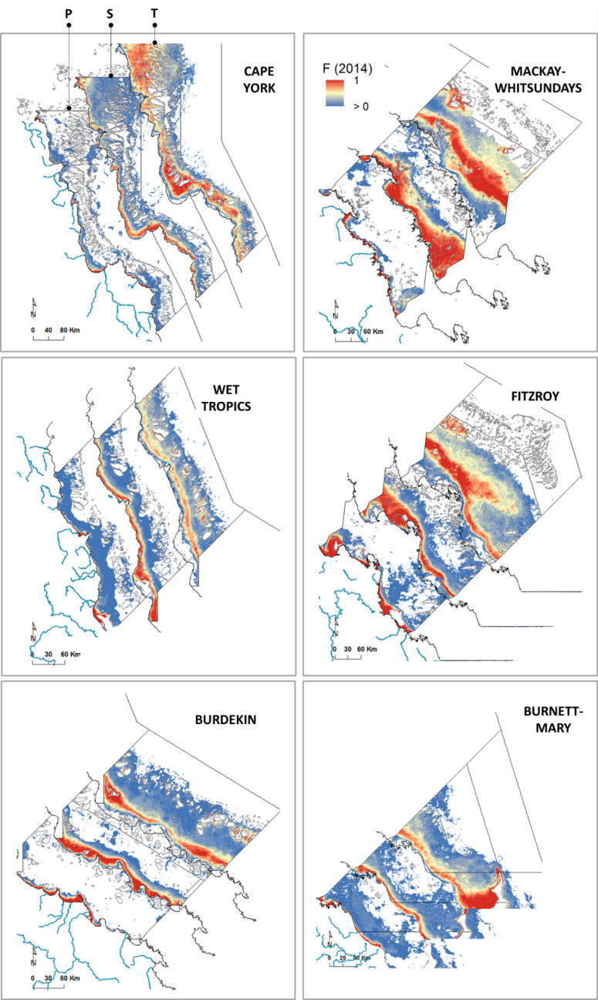 P S T
CAPE
YORK
N
0 40 80 Km
MACKAY-
WHITSUNDAYS
F (2014)
1
> 0
N
0 30 60 Km
WET
TROPICS
N
0 30 60 Km
FITZROY
N
0 30 60 Km
BURDEKIN
N
0 30 60 Km
BURNETT-
MARY
N
0 25 50 Km